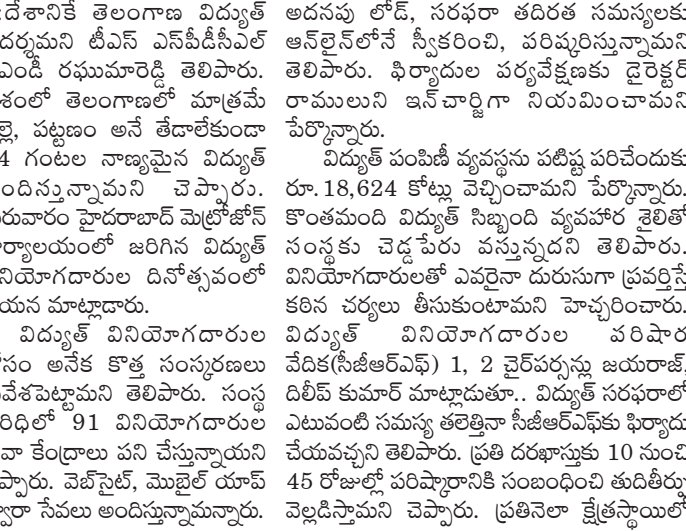 :దేశానికే తెలంగాణ విద్యుత్
దర్శమని టీఎస్ ఎస్‌పీడీసీఎల్
ఎండీ రఘుమారెడ్డి తెలిపారు.
శంలో తెలంగాణలో మాత్రమే
ల్లె, పట్టణం అనే తేడాలేకుండా
4 గంటల నాణ్యమైన విద్యుత్
ందిస్తున్నామని చెప్పారు.
రువారం హైదరాబాద్ మెట్రోజోన్
ర్యాలయంలో జరిగిన విద్యుత్
నియోగదారుల దినోత్సవంలో
యన మాట్లాడారు.
విద్యుత్ వినియోగదారుల
సం అనేక కొత్త సంస్కరణలు
వేశపెట్టామని తెలిపారు. సంస్థ
రిధిలో 91 వినియోగదారుల
వా కేంద్రాలు పని చేస్తున్నాయని
ప్పారు. వెబ్‌సైట్, మొబైల్ యాప్
్వారా సేవలు అందిస్తున్నామన్నారు.
అదనపు లోడ్, సరఫరా తదితర సమస్యలకు
ఆన్‌లైన్‌లోనే స్వీకరించి, పరిష్కరిస్తున్నామని
తెలిపారు. ఫిర్యాదుల పర్యవేక్షణకు డైరెక్టర్
రాములుని ఇన్‌చార్జిగా నియమించామని
పేర్కొన్నారు.
విద్యుత్ పంపిణీ వ్యవస్థను పటిష్ట పరిచేందుకు
రూ.18,624 కోట్లు వెచ్చించామని పేర్కొన్నారు.
కొంతమంది విద్యుత్ సిబ్బంది వ్యవహార శైలితో
సంస్థకు చెడ్డపేరు వస్తున్నదని తెలిపారు.
వినియోగదారులతో ఎవరైనా దురుసుగా ప్రవర్తిస్తే
కఠిన చర్యలు తీసుకుంటామని హెచ్చరించారు.
విద్యుత్ వినియోగదారుల పరిషార
వేదిక(సీజీఆర్ఎఫ్) 1, 2 చైర్‌పర్సన్లు జయరాజ్,
దిలీప్ కుమార్ మాట్లాడుతూ.. విద్యుత్ సరఫరాలో
ఎటువంటి సమస్య తలెత్తినా సీజీఆర్ఎఫ్‌కు ఫిర్యాదు
చేయవచ్చని తెలిపారు. ప్రతి దరఖాస్తుకు 10 నుంచి
45 రోజుల్లో పరిష్కారానికి సంబంధించి తుదితీర్పు
వెల్లడిస్తామని చెప్పారు. ప్రతినెలా క్షేత్రస్థాయిలో